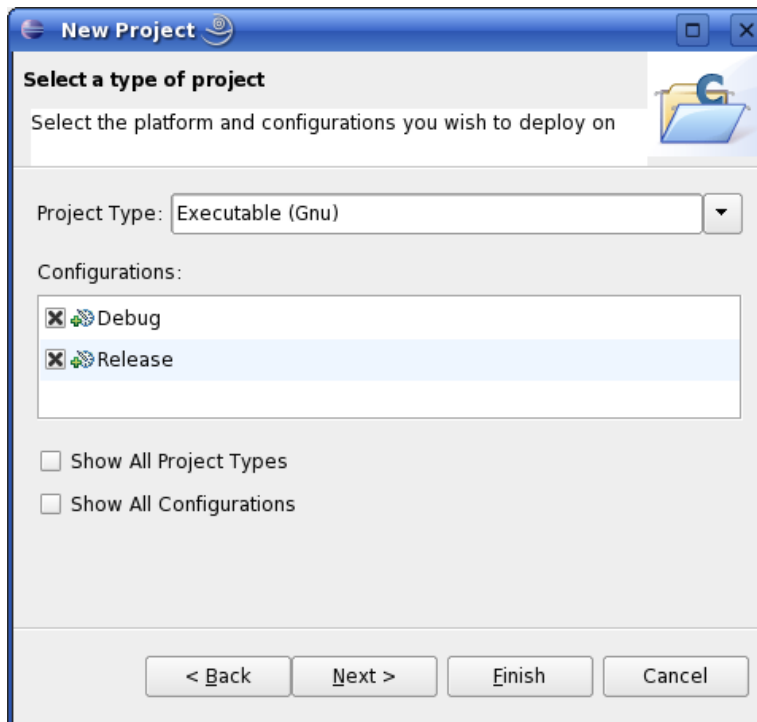 New Project
Select a type of project
Select the platform and configurations you wish to deploy on
Project Type: Executable (Gnu)
Configurations:
Debug
Release
Show All Project Types
Show All Configurations
< Back Next > Finish Cancel